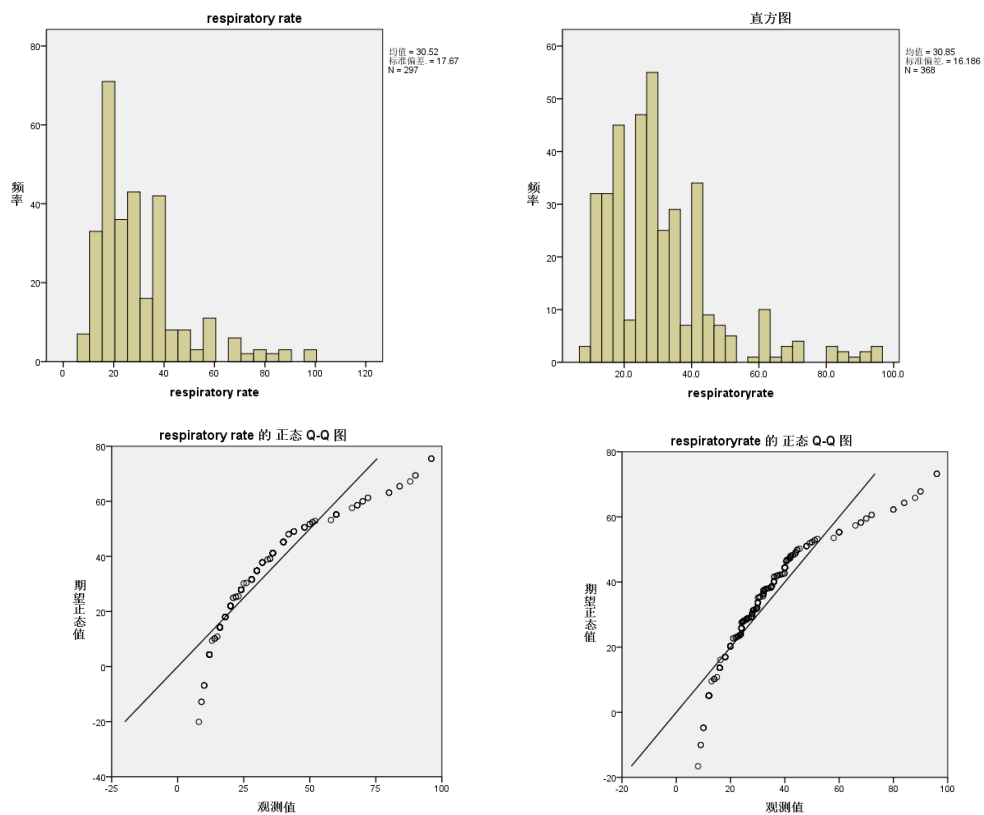 respiratory rate
80
60
40
20
0
频率
0 20 40 60 80 100 120
respiratory rate
均值 = 30.52
标准偏差. = 17.67
N = 297
直方图
60
50
40
30
20
10
0
频率
20.0 40.0 60.0 80.0 100.0
respiratoryrate
均值 = 30.85
标准偏差. = 16.186
N = 368
respiratory rate 的 正态 Q-Q 图
80
60
40
20
0
-20
-40
期望正态值
-25 0 25 50 75 100
观测值
respiratoryrate 的 正态 Q-Q 图
80
60
40
20
0
-20
期望正态值
-20 0 20 40 60 80 100
观测值